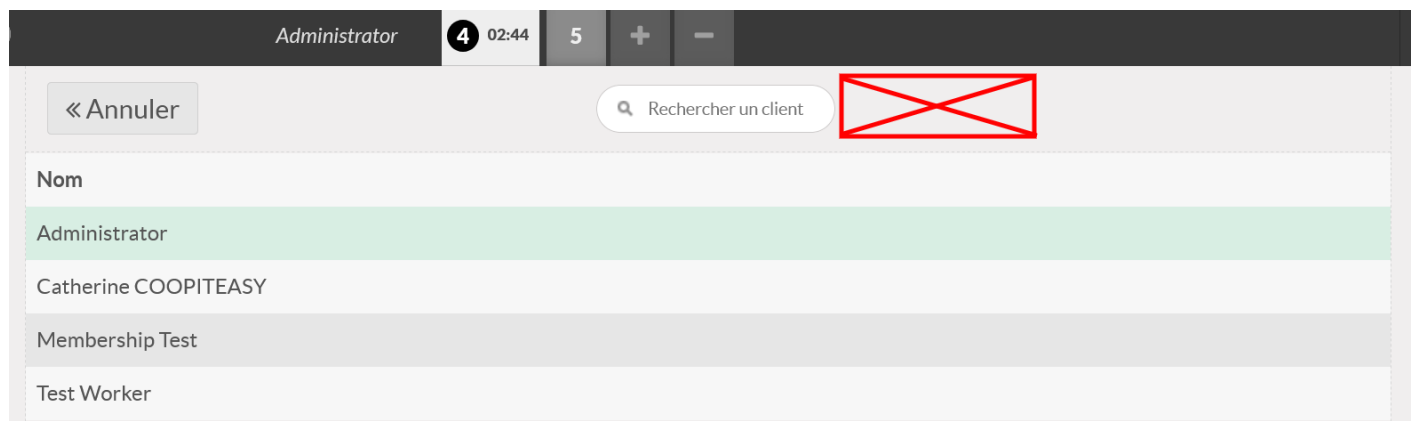 Administrator 4 02:44 5 + −
« Annuler Rechercher un client
Nom
Administrator
Catherine COOPITEASY
Membership Test
Test Worker